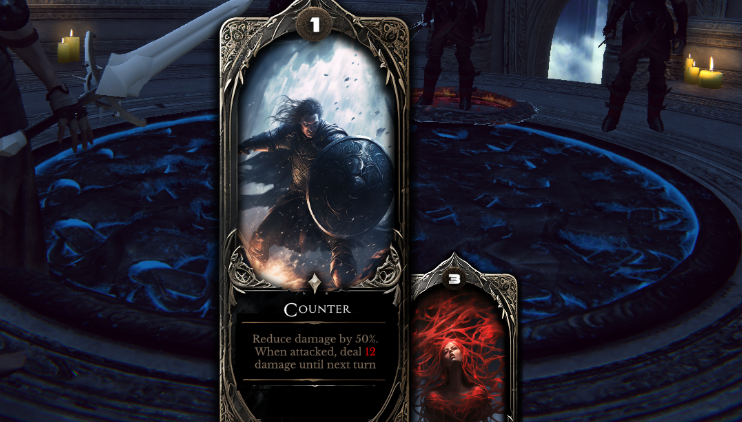 1
Counter
Reduce damage by 50%.
When attacked, deal 12
damage until next turn
3